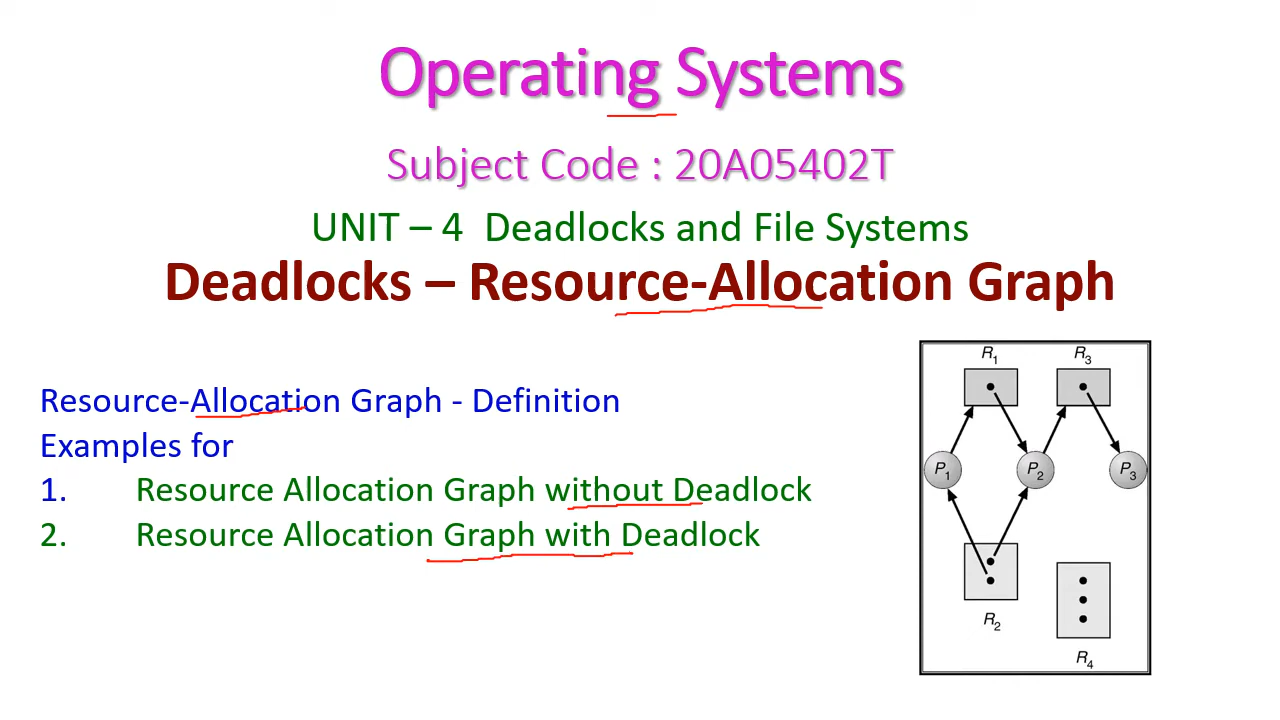 Operating Systems
Subject Code : 20A05402T
UNIT – 4 Deadlocks and File Systems
Deadlocks – Resource-Allocation Graph
Resource-Allocation Graph - Definition
Examples for
1. Resource Allocation Graph without Deadlock
2. Resource Allocation Graph with Deadlock
R1 R3
P1 P2 P3
R2
R4